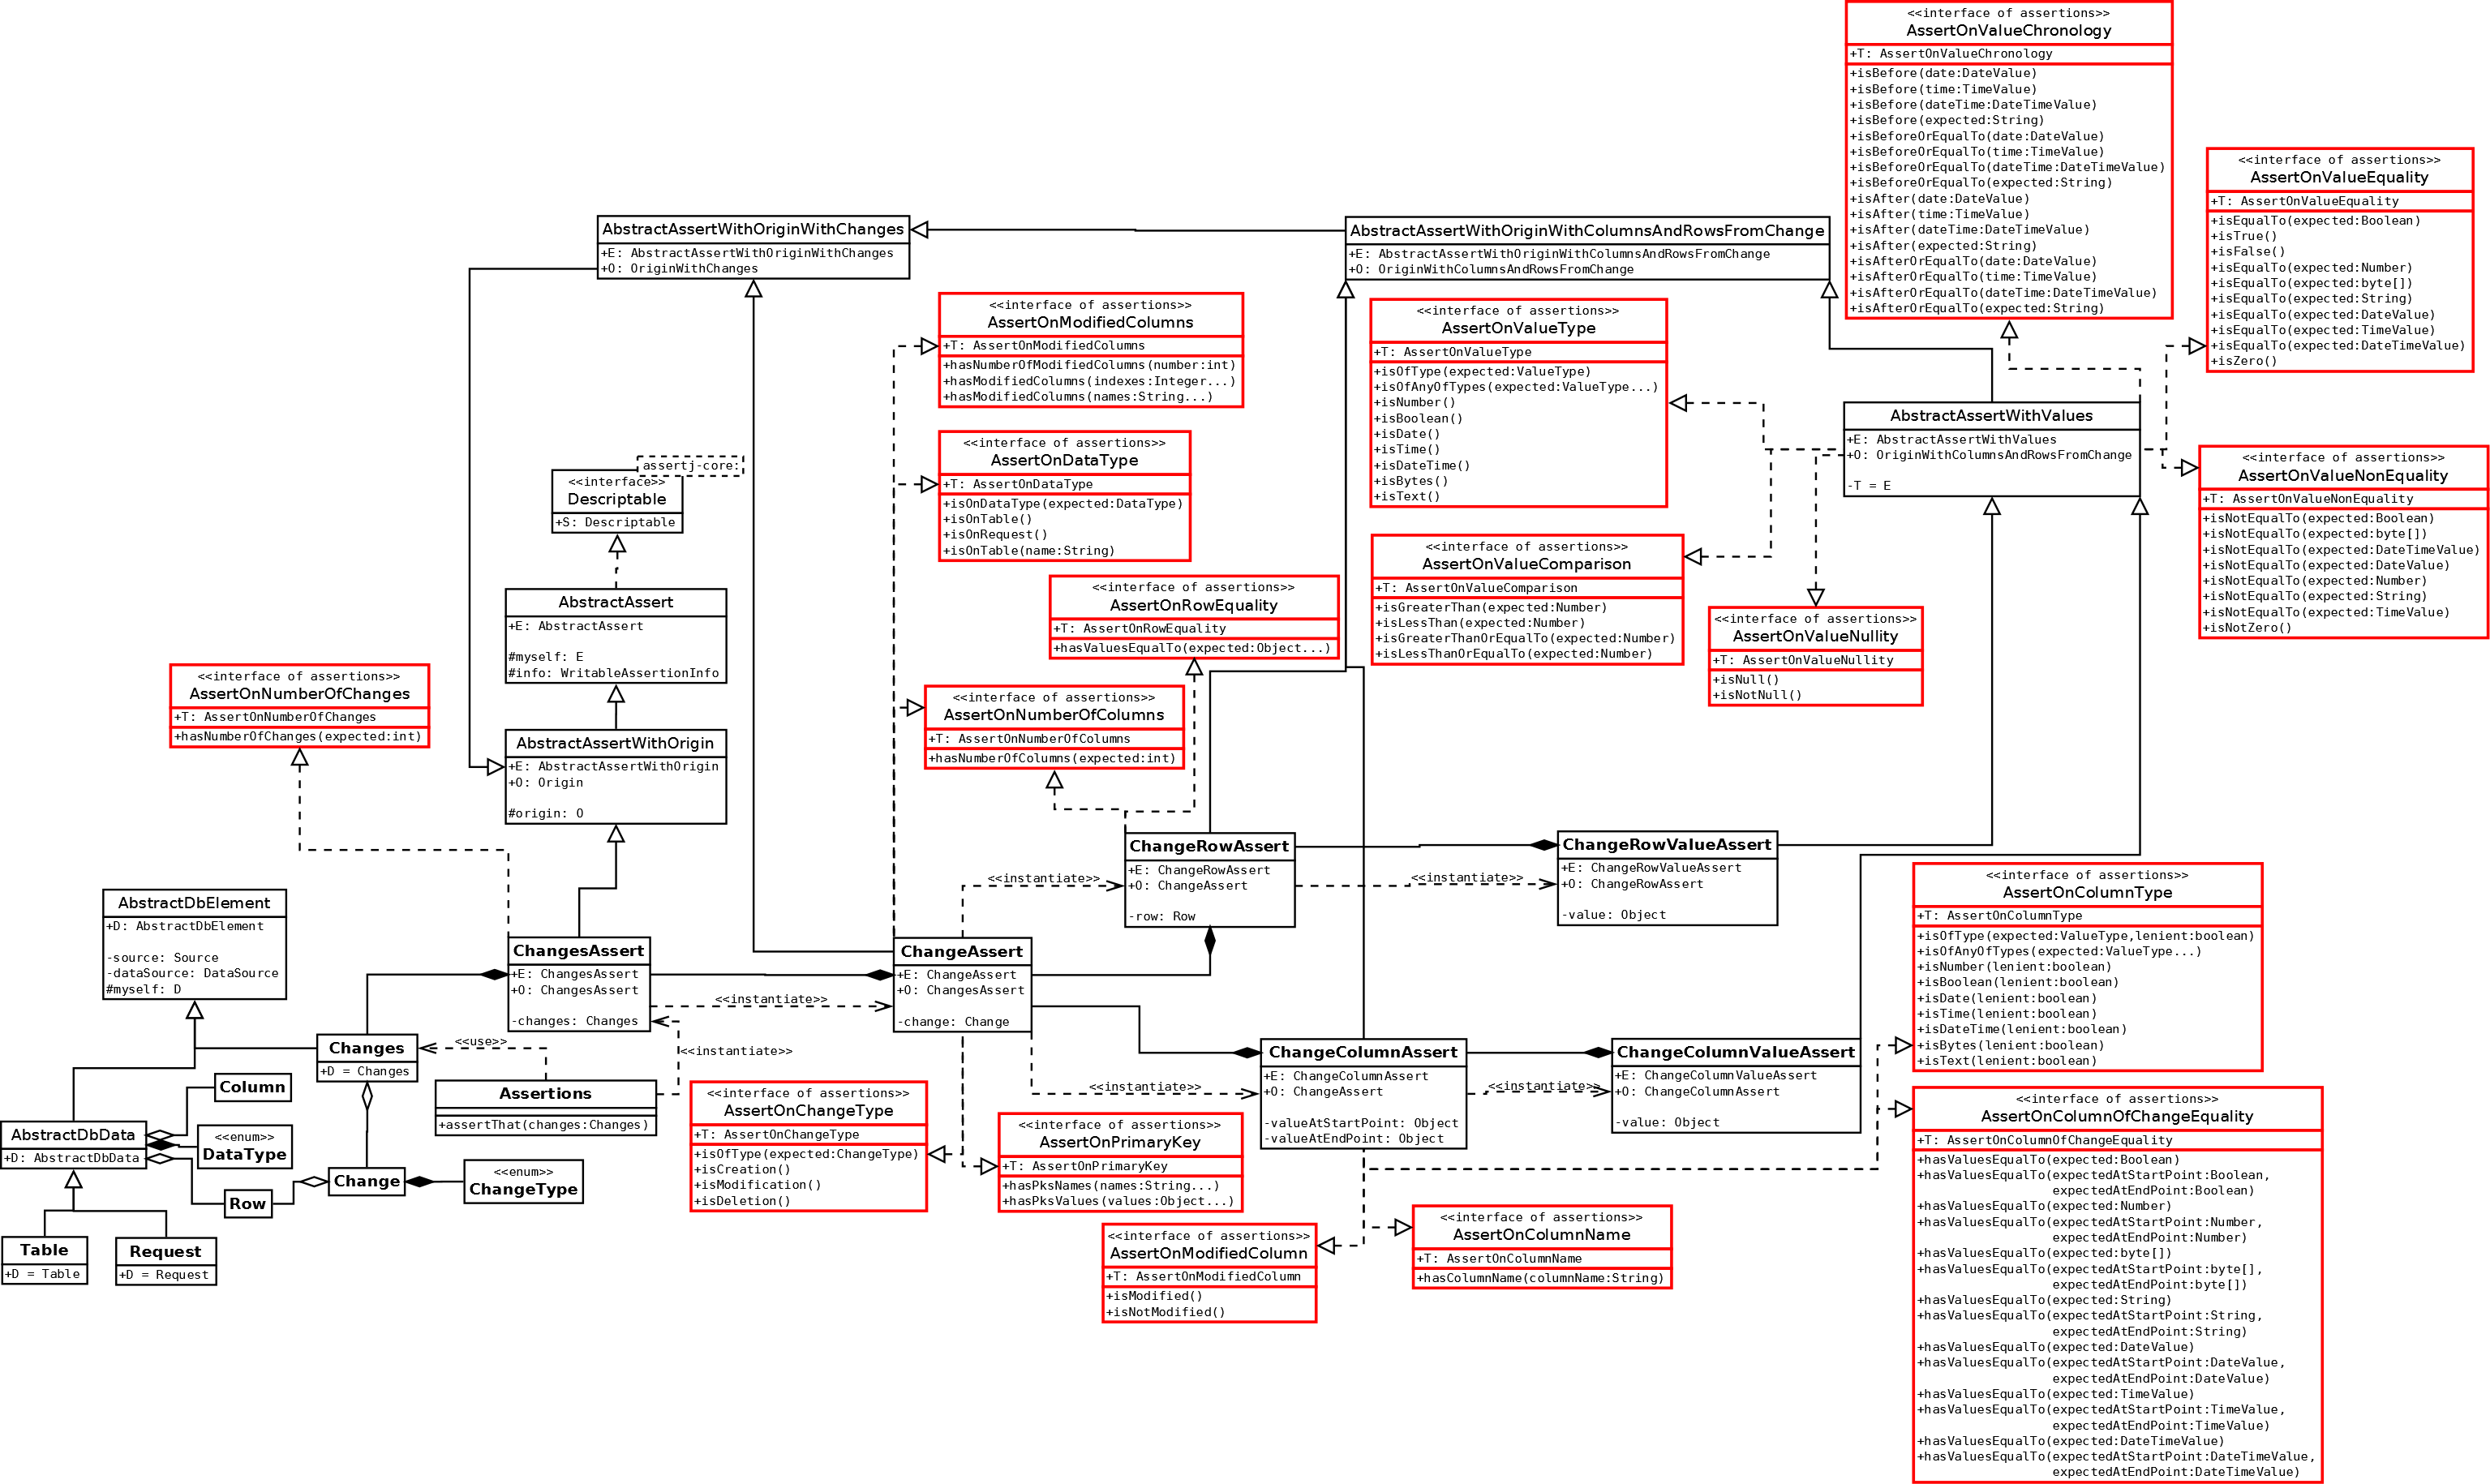 <<interface of assertions>>
AssertOnValueChronology
+T: AssertOnValueChronology
+isBefore(date:DateValue)
+isBefore(time:TimeValue)
+isBefore(dateTime:DateTimeValue)
+isBefore(expected:String)
+isBeforeOrEqualTo(date:DateValue)
+isBeforeOrEqualTo(time:TimeValue)
+isBeforeOrEqualTo(dateTime:DateTimeValue)
+isBeforeOrEqualTo(expected:String)
+isAfter(date:DateValue)
+isAfter(time:TimeValue)
+isAfter(dateTime:DateTimeValue)
+isAfter(expected:String)
+isAfterOrEqualTo(date:DateValue)
+isAfterOrEqualTo(time:TimeValue)
+isAfterOrEqualTo(dateTime:DateTimeValue)
+isAfterOrEqualTo(expected:String)
<<interface of assertions>>
AssertOnValueEquality
+T: AssertOnValueEquality
+isEqualTo(expected:Boolean)
+isTrue()
+isFalse()
+isEqualTo(expected:Number)
+isEqualTo(expected:byte[])
+isEqualTo(expected:String)
+isEqualTo(expected:DateValue)
+isEqualTo(expected:TimeValue)
+isEqualTo(expected:DateTimeValue)
+isZero()
AbstractAssertWithOriginWithChanges
+E: AbstractAssertWithOriginWithChanges
+O: OriginWithChanges
AbstractAssertWithOriginWithColumnsAndRowsFromChange
+E: AbstractAssertWithOriginWithColumnsAndRowsFromChange
+O: OriginWithColumnsAndRowsFromChange
<<interface of assertions>>
AssertOnModifiedColumns
+T: AssertOnModifiedColumns
+hasNumberOfModifiedColumns(number:int)
+hasModifiedColumns(indexes:Integer...)
+hasModifiedColumns(names:String...)
<<interface of assertions>>
AssertOnValueType
+T: AssertOnValueType
+isOfType(expected:ValueType)
+isOfAnyOfTypes(expected:ValueType...)
+isNumber()
+isBoolean()
+isDate()
+isTime()
+isDateTime()
+isBytes()
+isText()
AbstractAssertWithValues
+E: AbstractAssertWithValues
+O: OriginWithColumnsAndRowsFromChange
-T = E
<<interface of assertions>>
AssertOnValueNonEquality
+T: AssertOnValueNonEquality
+isNotEqualTo(expected:Boolean)
+isNotEqualTo(expected:byte[])
+isNotEqualTo(expected:DateTimeValue)
+isNotEqualTo(expected:DateValue)
+isNotEqualTo(expected:Number)
+isNotEqualTo(expected:String)
+isNotEqualTo(expected:TimeValue)
+isNotZero()
<<interface of assertions>>
AssertOnDataType
+T: AssertOnDataType
+isOnDataType(expected:DataType)
+isOnTable()
+isOnRequest()
+isOnTable(name:String)
assertj-core:
<<interface>>
Descriptable
+S: Descriptable
<<interface of assertions>>
AssertOnValueComparison
+T: AssertOnValueComparison
+isGreaterThan(expected:Number)
+isLessThan(expected:Number)
+isGreaterThanOrEqualTo(expected:Number)
+isLessThanOrEqualTo(expected:Number)
<<interface of assertions>>
AssertOnRowEquality
+T: AssertOnRowEquality
+hasValuesEqualTo(expected:Object...)
AbstractAssert
+E: AbstractAssert
#myself: E
#info: WritableAssertionInfo
<<interface of assertions>>
AssertOnValueNullity
+T: AssertOnValueNullity
+isNull()
+isNotNull()
<<interface of assertions>>
AssertOnNumberOfChanges
+T: AssertOnNumberOfChanges
+hasNumberOfChanges(expected:int)
<<interface of assertions>>
AssertOnNumberOfColumns
+T: AssertOnNumberOfColumns
+hasNumberOfColumns(expected:int)
AbstractAssertWithOrigin
+E: AbstractAssertWithOrigin
+O: Origin
#origin: O
ChangeRowAssert
+E: ChangeRowAssert
+O: ChangeAssert
-row: Row
<<instantiate>>
<<instantiate>>
ChangeRowValueAssert
+E: ChangeRowValueAssert
+O: ChangeRowAssert
-value: Object
<<interface of assertions>>
AssertOnColumnType
+T: AssertOnColumnType
+isOfType(expected:ValueType,lenient:boolean)
+isOfAnyOfTypes(expected:ValueType...)
+isNumber(lenient:boolean)
+isBoolean(lenient:boolean)
+isDate(lenient:boolean)
+isTime(lenient:boolean)
+isDateTime(lenient:boolean)
+isBytes(lenient:boolean)
+isText(lenient:boolean)
AbstractDbElement
+D: AbstractDbElement
-source: Source
-dataSource: DataSource
#myself: D
ChangesAssert
+E: ChangesAssert
+O: ChangesAssert
-changes: Changes
<<instantiate>>
ChangeAssert
+E: ChangeAssert
+O: ChangesAssert
-change: Change
Changes
+D = Changes
<<use>>
<<instantiate>>
Assertions
+assertThat(changes:Changes)
ChangeColumnAssert
+E: ChangeColumnAssert
+O: ChangeAssert
-valueAtStartPoint: Object
-valueAtEndPoint: Object
<<instantiate>>
<<instantiate>>
ChangeColumnValueAssert
+E: ChangeColumnValueAssert
+O: ChangeColumnAssert
-value: Object
Column
AbstractDbData
+D: AbstractDbData
<<enum>>
DataType
Row
Change
<<enum>>
ChangeType
Table
+D = Table
Request
+D = Request
<<interface of assertions>>
AssertOnChangeType
+T: AssertOnChangeType
+isOfType(expected:ChangeType)
+isCreation()
+isModification()
+isDeletion()
<<interface of assertions>>
AssertOnPrimaryKey
+T: AssertOnPrimaryKey
+hasPksNames(names:String...)
+hasPksValues(values:Object...)
<<interface of assertions>>
AssertOnModifiedColumn
+T: AssertOnModifiedColumn
+isModified()
+isNotModified()
<<interface of assertions>>
AssertOnColumnName
+T: AssertOnColumnName
+hasColumnName(columnName:String)
<<interface of assertions>>
AssertOnColumnOfChangeEquality
+T: AssertOnColumnOfChangeEquality
+hasValuesEqualTo(expected:Boolean)
+hasValuesEqualTo(expectedAtStartPoint:Boolean,
expectedAtEndPoint:Boolean)
+hasValuesEqualTo(expected:Number)
+hasValuesEqualTo(expectedAtStartPoint:Number,
expectedAtEndPoint:Number)
+hasValuesEqualTo(expected:byte[])
+hasValuesEqualTo(expectedAtStartPoint:byte[],
expectedAtEndPoint:byte[])
+hasValuesEqualTo(expected:String)
+hasValuesEqualTo(expectedAtStartPoint:String,
expectedAtEndPoint:String)
+hasValuesEqualTo(expected:DateValue)
+hasValuesEqualTo(expectedAtStartPoint:DateValue,
expectedAtEndPoint:DateValue)
+hasValuesEqualTo(expected:TimeValue)
+hasValuesEqualTo(expectedAtStartPoint:TimeValue,
expectedAtEndPoint:TimeValue)
+hasValuesEqualTo(expected:DateTimeValue)
+hasValuesEqualTo(expectedAtStartPoint:DateTimeValue,
expectedAtEndPoint:DateTimeValue)